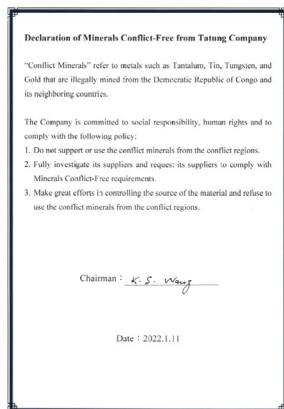 Declaration of Minerals Conflict-Free from Tatung Company
“Conflict Minerals” refer to metals such as Tantalum, Tin, Tungsten, and
Gold that are illegally mined from the Democratic Republic of Congo and
its neighboring countries.
The Company is committed to social responsibility, human rights and to
comply with the following policy:
1. Do not support or use the conflict minerals from the conflict regions.
2. Fully investigate its suppliers and request its suppliers to comply with
Minerals Conflict-Free requirements.
3. Make great efforts in controlling the source of the material and refuse to
use the conflict minerals from the conflict regions.
Chairman : K. S. Wang
Date : 2022.1.11